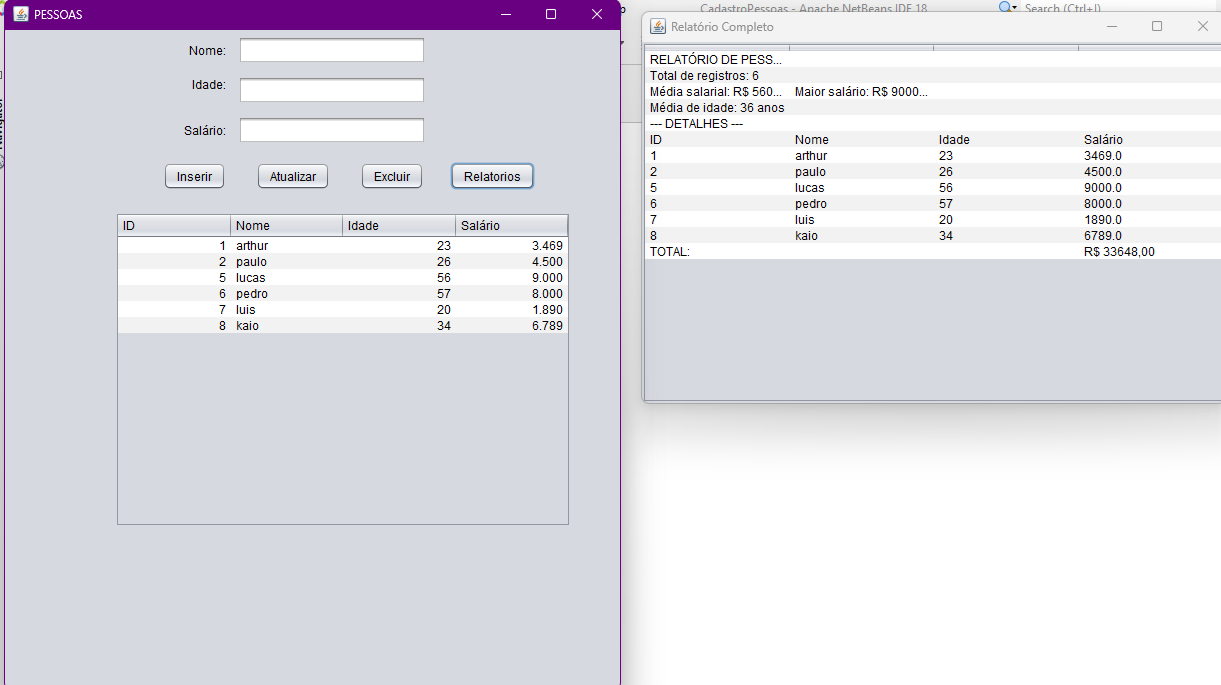 PESSOAS
Nome:
Idade:
Salário:
Inserir Atualizar Excluir Relatorios
ID Nome Idade Salário
1 arthur 23 3.469
2 paulo 26 4.500
5 lucas 56 9.000
6 pedro 57 8.000
7 luis 20 1.890
8 kaio 34 6.789
CadastroPessoas - Apache NetBeans IDE 18
Search (Ctrl+I)
Relatório Completo
RELATÓRIO DE PESS...
Total de registros: 6
Média salarial: R$ 560... Maior salário: R$ 9000...
Média de idade: 36 anos
--- DETALHES ---
ID Nome Idade Salário
1 arthur 23 3469.0
2 paulo 26 4500.0
5 lucas 56 9000.0
6 pedro 57 8000.0
7 luis 20 1890.0
8 kaio 34 6789.0
TOTAL: R$ 33648,00